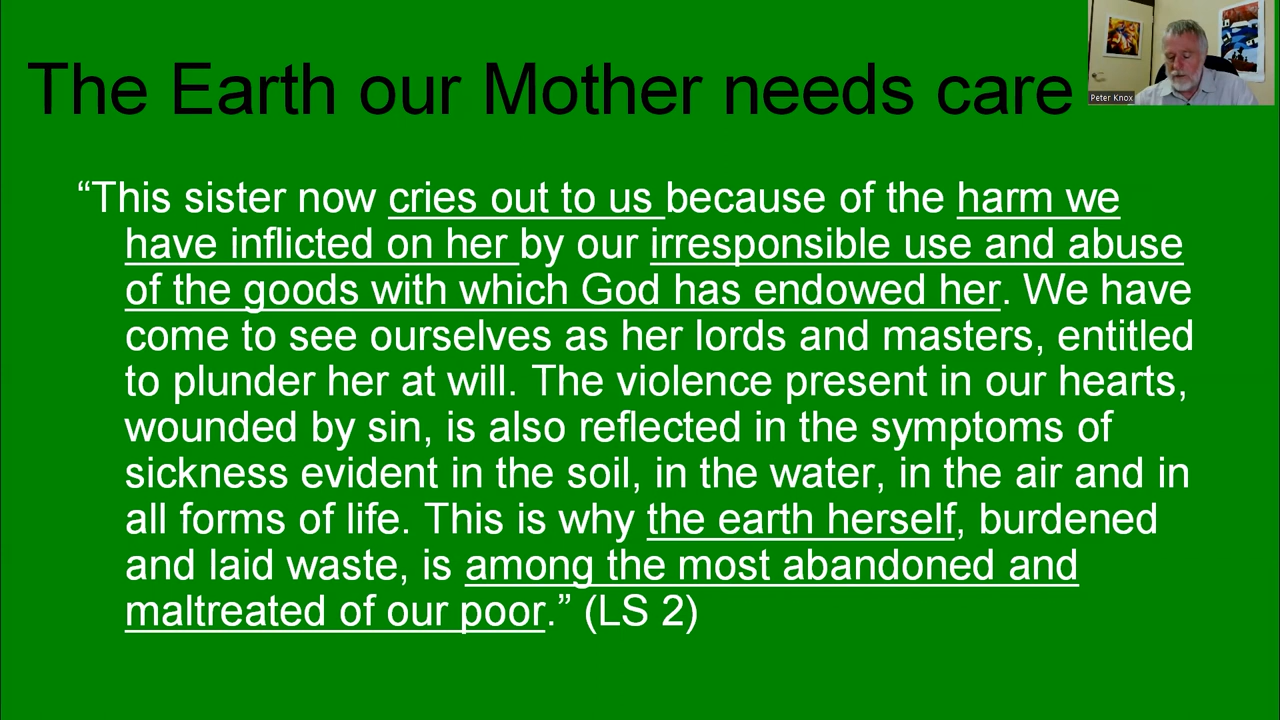 The Earth our Mother needs care
Peter Knox
“This sister now cries out to us because of the harm we
have inflicted on her by our irresponsible use and abuse
of the goods with which God has endowed her. We have
come to see ourselves as her lords and masters, entitled
to plunder her at will. The violence present in our hearts,
wounded by sin, is also reflected in the symptoms of
sickness evident in the soil, in the water, in the air and in
all forms of life. This is why the earth herself, burdened
and laid waste, is among the most abandoned and
maltreated of our poor.” (LS 2)